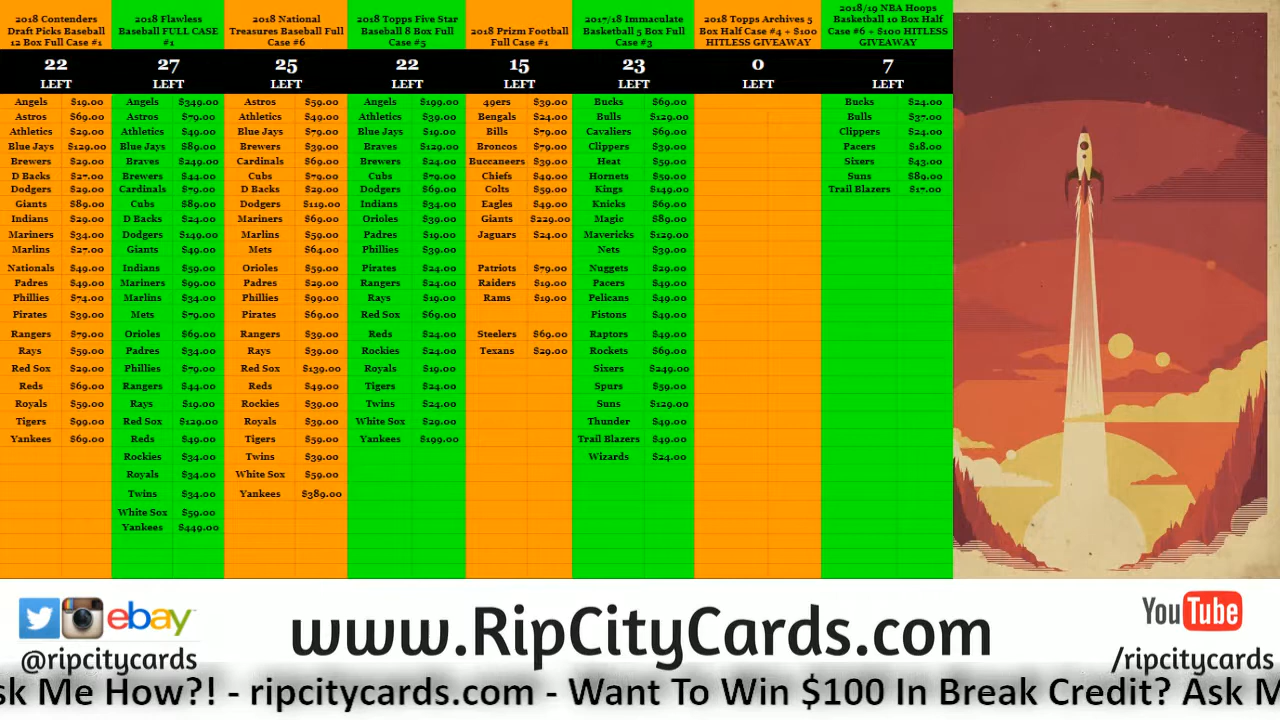 2018 Contenders
Draft Picks Baseball
12 Box Full Case #1
22
LEFT
Angels $19.00
Astros $69.00
Athletics $29.00
Blue Jays $129.00
Brewers $29.00
D Backs $27.00
Dodgers $29.00
Giants $89.00
Indians $29.00
Mariners $34.00
Marlins $27.00
Nationals $49.00
Padres $49.00
Phillies $74.00
Pirates $39.00
Rangers $79.00
Rays $59.00
Red Sox $29.00
Reds $69.00
Royals $59.00
Tigers $99.00
Yankees $69.00
2018 Flawless
Baseball FULL CASE
#1
27
LEFT
Angels $349.00
Astros $79.00
Athletics $49.00
Blue Jays $89.00
Braves $249.00
Brewers $44.00
Cardinals $79.00
Cubs $89.00
D Backs $24.00
Dodgers $149.00
Giants $49.00
Indians $59.00
Mariners $99.00
Marlins $34.00
Mets $79.00
Orioles $69.00
Padres $34.00
Phillies $79.00
Rangers $44.00
Rays $19.00
Red Sox $129.00
Reds $49.00
Rockies $34.00
Royals $34.00
Twins $34.00
White Sox $59.00
Yankees $449.00
2018 National
Treasures Baseball Full
Case #6
25
LEFT
Astros $59.00
Athletics $49.00
Blue Jays $79.00
Brewers $39.00
Cardinals $69.00
Cubs $79.00
D Backs $29.00
Dodgers $119.00
Mariners $69.00
Marlins $59.00
Mets $64.00
Orioles $59.00
Padres $29.00
Phillies $99.00
Pirates $69.00
Rangers $39.00
Rays $39.00
Red Sox $139.00
Reds $49.00
Rockies $39.00
Royals $39.00
Tigers $59.00
Twins $39.00
White Sox $59.00
Yankees $389.00
2018 Topps Five Star
Baseball 8 Box Full
Case #5
22
LEFT
Angels $199.00
Athletics $39.00
Blue Jays $19.00
Braves $129.00
Brewers $24.00
Cubs $79.00
Dodgers $69.00
Indians $34.00
Orioles $39.00
Padres $19.00
Phillies $39.00
Pirates $24.00
Rangers $24.00
Rays $19.00
Red Sox $69.00
Reds $24.00
Rockies $24.00
Royals $19.00
Tigers $24.00
Twins $24.00
White Sox $29.00
Yankees $199.00
2018 Prizm Football
Full Case #1
15
LEFT
49ers $39.00
Bengals $24.00
Bills $79.00
Broncos $79.00
Buccaneers $39.00
Chiefs $49.00
Colts $59.00
Eagles $49.00
Giants $229.00
Jaguars $24.00
Patriots $79.00
Raiders $19.00
Rams $19.00
Steelers $69.00
Texans $29.00
2017/18 Immaculate
Basketball 5 Box Full
Case #3
23
LEFT
Bucks $69.00
Bulls $129.00
Cavaliers $69.00
Clippers $39.00
Heat $59.00
Hornets $59.00
Kings $149.00
Knicks $69.00
Magic $89.00
Mavericks $129.00
Nets $39.00
Nuggets $29.00
Pacers $49.00
Pelicans $49.00
Pistons $49.00
Raptors $49.00
Rockets $69.00
Sixers $249.00
Spurs $59.00
Suns $129.00
Thunder $49.00
Trail Blazers $49.00
Wizards $24.00
2018 Topps Archives 5
Box Half Case #4 + $100
HITLESS GIVEAWAY
0
LEFT
2018/19 NBA Hoops
Basketball 10 Box Half
Case #6 + $100 HITLESS
GIVEAWAY
7
LEFT
Bucks $24.00
Bulls $37.00
Clippers $24.00
Pacers $18.00
Sixers $43.00
Suns $89.00
Trail Blazers $17.00
ebay
@ripcitycards
www.RipCityCards.com
YouTube
/ripcitycards
sk Me How?! - ripcitycards.com - Want To Win $100 In Break Credit? Ask M